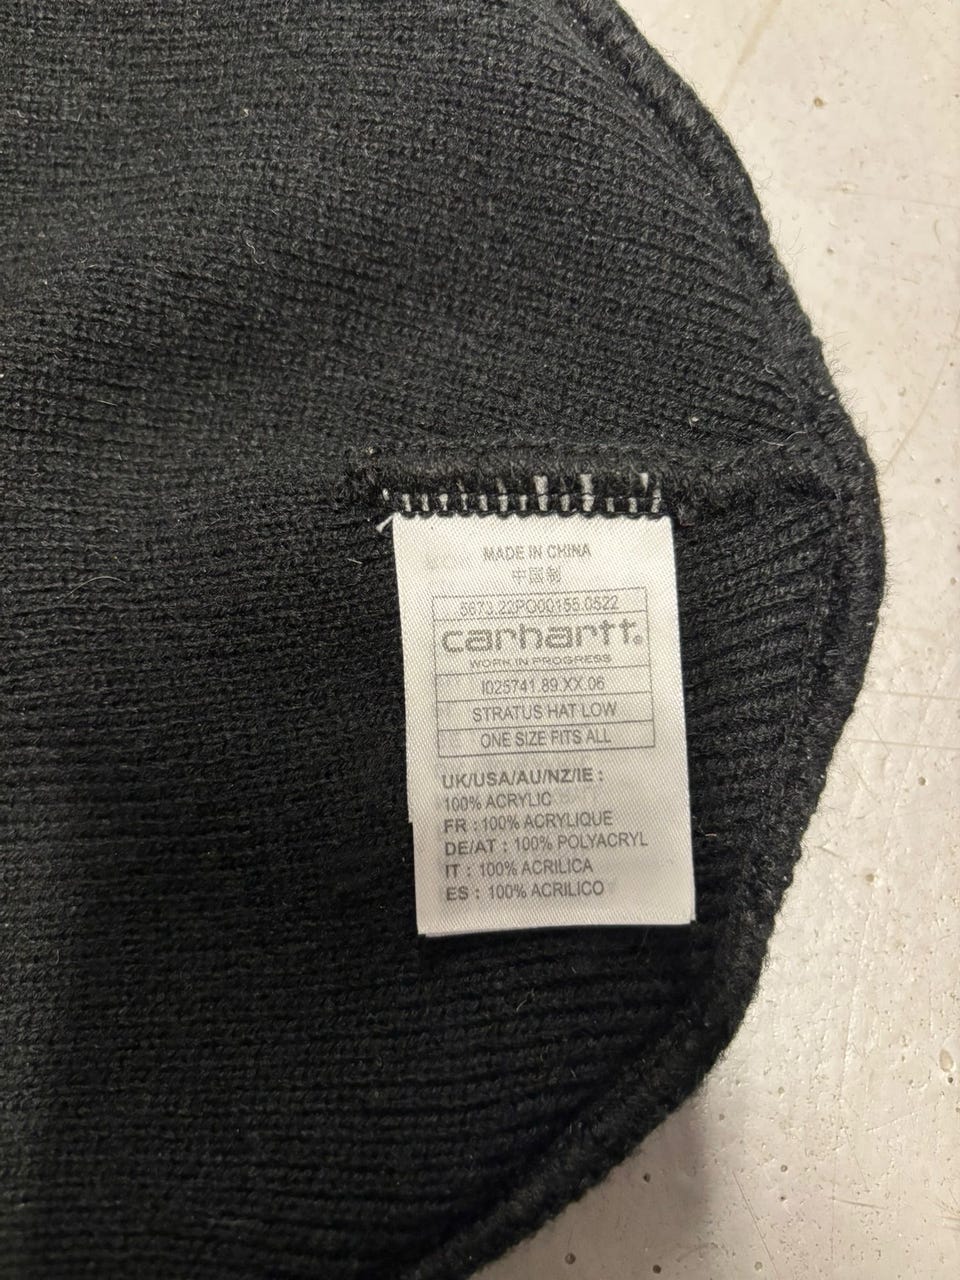 MADE IN CHINA
中国制
5673.22PO00155.0522
carhartt.
WORK IN PROGRESS
I025741.89.XX.06
STRATUS HAT LOW
ONE SIZE FITS ALL
UK/USA/AU/NZ/IE :
100% ACRYLIC
FR : 100% ACRYLIQUE
DE/AT : 100% POLYACRYL
IT : 100% ACRILICA
ES : 100% ACRILICO